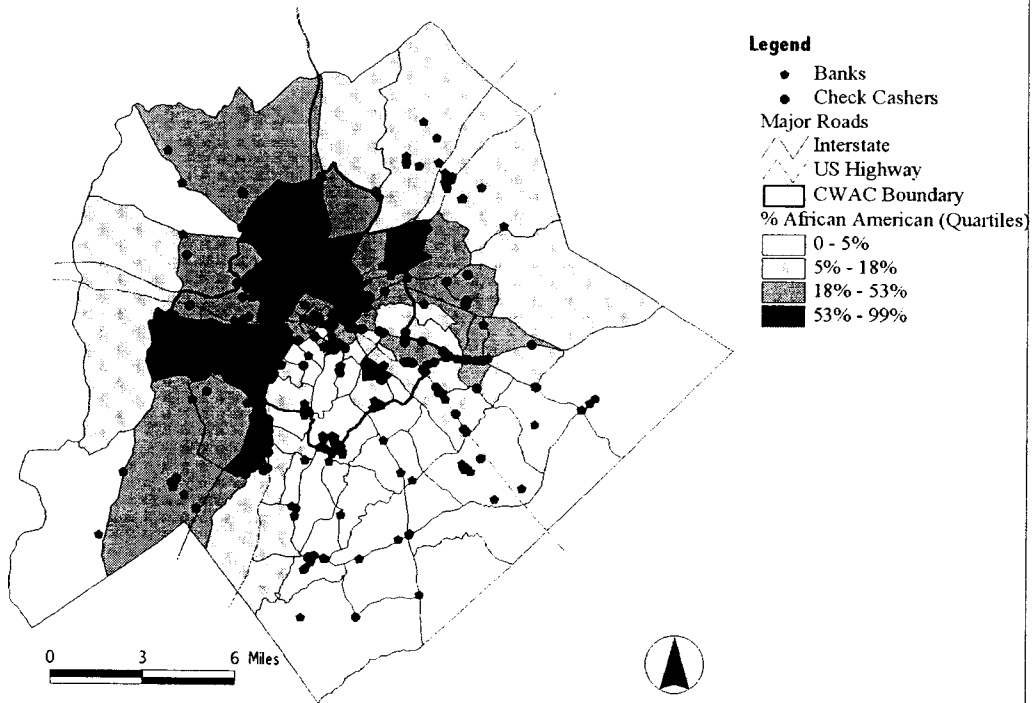 Legend
Banks
Check Cashers
Major Roads
Interstate
US Highway
CWAC Boundary
% African American (Quartiles)
0 - 5%
5% - 18%
18% - 53%
53% - 99%
0 3 6 Miles